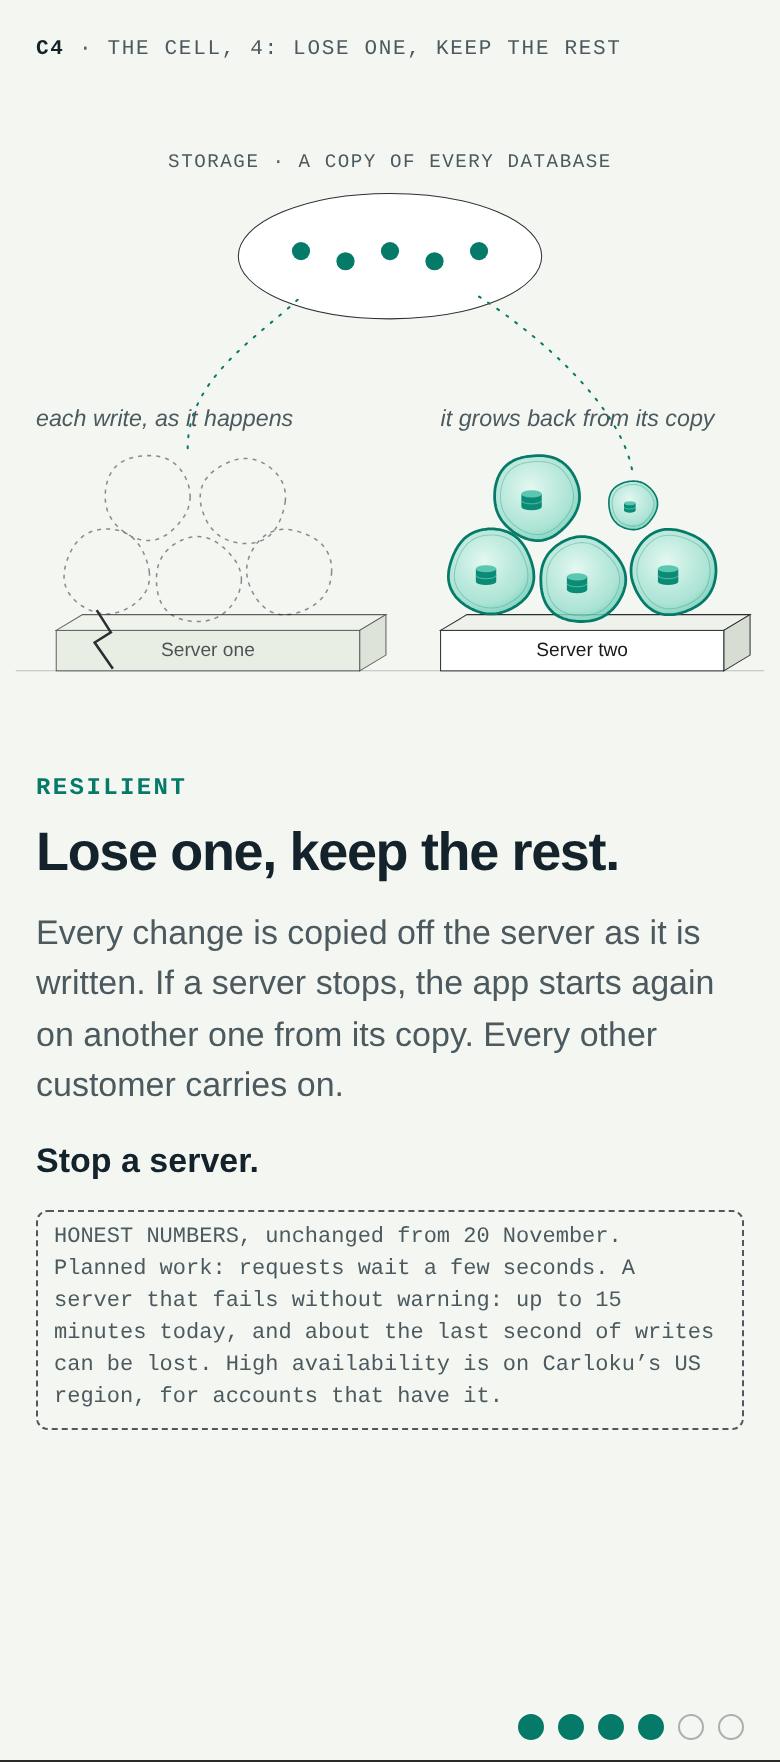 C4 · THE CELL, 4: LOSE ONE, KEEP THE REST
STORAGE · A COPY OF EVERY DATABASE
each write, as it happens
it grows back from its copy
Server one
Server two
RESILIENT
Lose one, keep the rest.
Every change is copied off the server as it is
written. If a server stops, the app starts again
on another one from its copy. Every other
customer carries on.
Stop a server.
HONEST NUMBERS, unchanged from 20 November.
Planned work: requests wait a few seconds. A
server that fails without warning: up to 15
minutes today, and about the last second of writes
can be lost. High availability is on Carloku’s US
region, for accounts that have it.